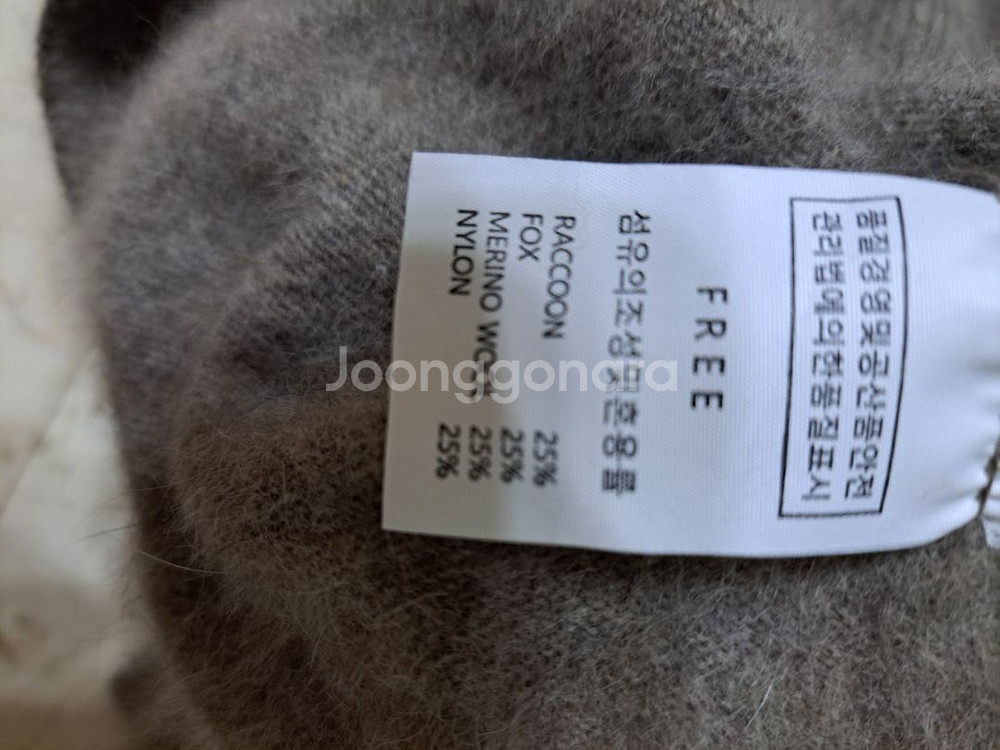 품질경영및공산품안전
관리법에의한품질표시
FREE
섬유의조성및혼용률
RACCOON 25%
FOX 25%
MERINO WOOL 25%
NYLON 25%
Joonggonara